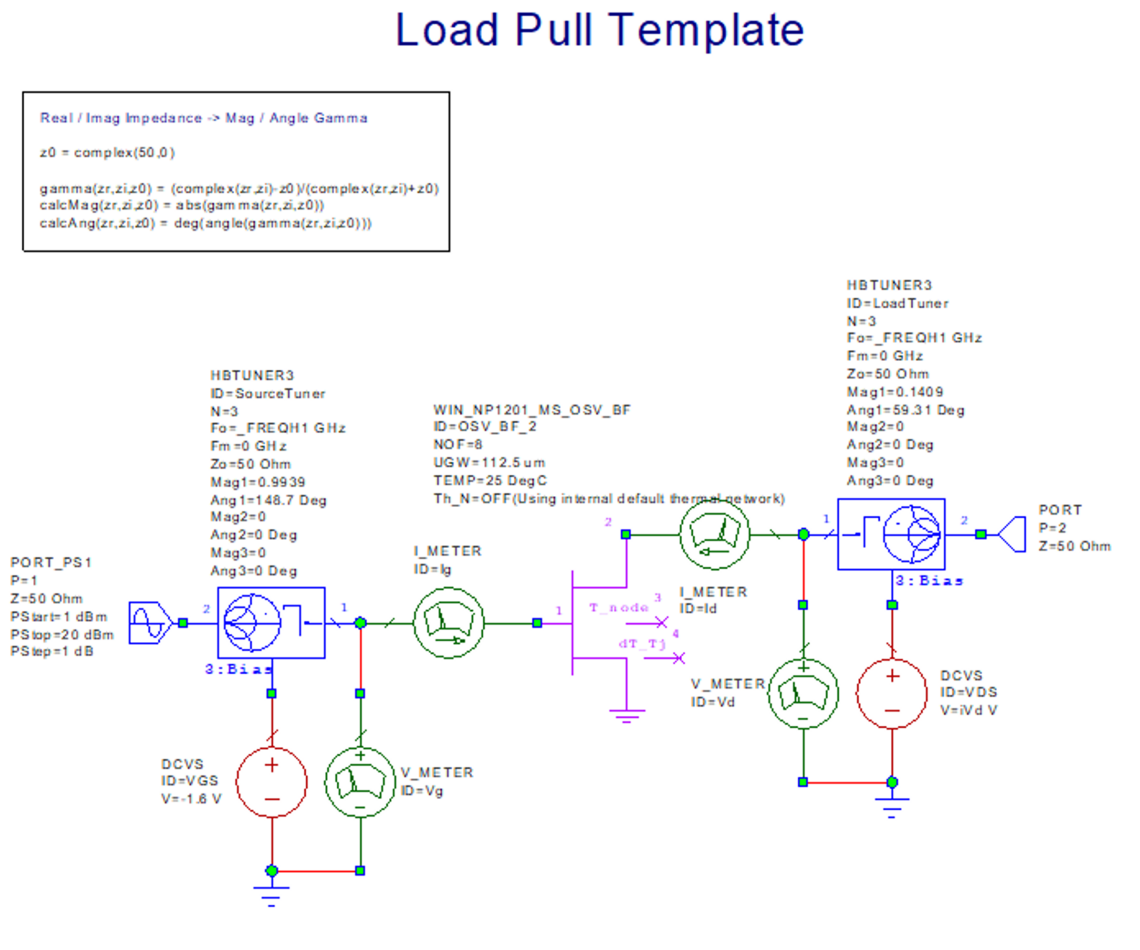 Load Pull Template
Real / Imag Impedance -> Mag / Angle Gamma
z0 = complex(50,0)
gamma(zr,zi,z0) = (complex(zr,zi)-z0)/(complex(zr,zi)+z0)
calcMag(zr,zi,z0) = abs(gamma(zr,zi,z0))
calcAng(zr,zi,z0) = deg(angle(gamma(zr,zi,z0)))
HBTUNER3
ID=LoadTuner
N=3
Fo=_FREQH1 GHz
Fm=0 GHz
Zo=50 Ohm
Mag1=0.1409
Ang1=59.31 Deg
Mag2=0
Ang2=0 Deg
Mag3=0
Ang3=0 Deg
HBTUNER3
ID=SourceTuner
N=3
Fo=_FREQH1 GHz
Fm=0 GHz
Zo=50 Ohm
Mag1=0.9939
Ang1=148.7 Deg
Mag2=0
Ang2=0 Deg
Mag3=0
Ang3=0 Deg
WIN_NP1201_MS_OSV_BF
ID=OSV_BF_2
NOF=8
UGW=112.5 um
TEMP=25 DegC
Th_N=OFF(Using internal default thermal network)
PORT
P=2
Z=50 Ohm
1
2
3:Bias
2
PORT_PS1
P=1
Z=50 Ohm
PStart=1 dBm
PStop=20 dBm
PStep=1 dB
2
1
3:Bias
I_METER
ID=Ig
1
T_node
3
dT_Tj
4
I_METER
ID=Id
V_METER
ID=Vd
DCVS
ID=VDS
V=iVd V
DCVS
ID=VGS
V=-1.6 V
V_METER
ID=Vg